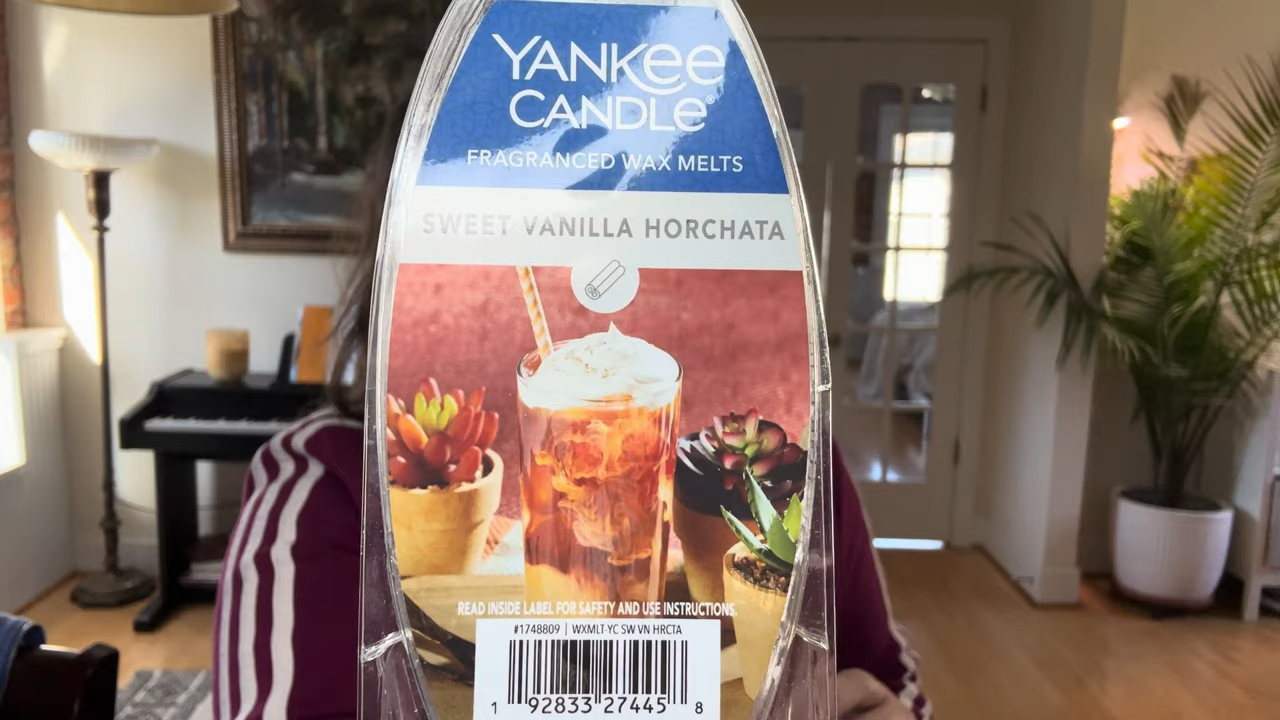 YANKEE
CANDLE®
FRAGRANCED WAX MELTS
SWEET VANILLA HORCHATA
READ INSIDE LABEL FOR SAFETY AND USE INSTRUCTIONS.
#1748809 | WXMLT-YC SW VN HRCTA
1 92833 27445 8